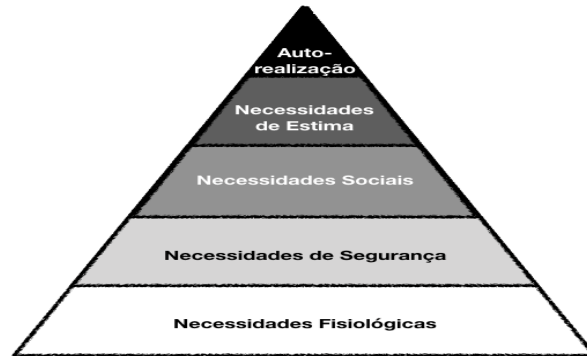 Auto-
realização
Necessidades
de Estima
Necessidades Sociais
Necessidades de Segurança
Necessidades Fisiológicas